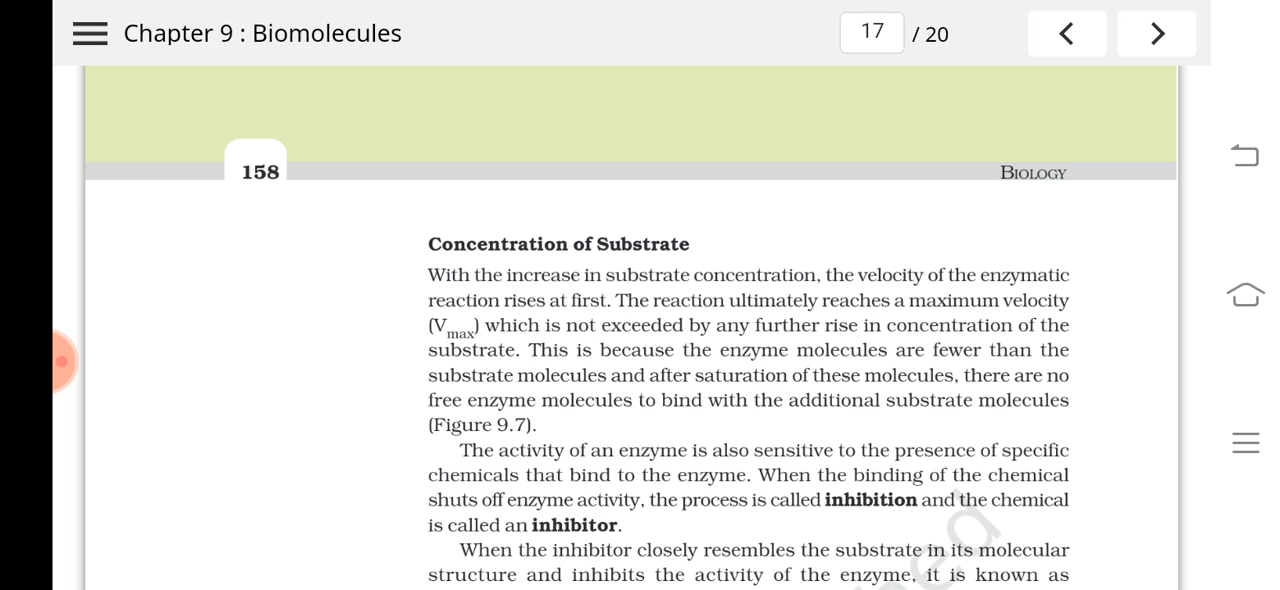 Chapter 9 : Biomolecules
17 / 20
158
BIOLOGY
Concentration of Substrate
With the increase in substrate concentration, the velocity of the enzymatic
reaction rises at first. The reaction ultimately reaches a maximum velocity
(Vmax) which is not exceeded by any further rise in concentration of the
substrate. This is because the enzyme molecules are fewer than the
substrate molecules and after saturation of these molecules, there are no
free enzyme molecules to bind with the additional substrate molecules
(Figure 9.7).
The activity of an enzyme is also sensitive to the presence of specific
chemicals that bind to the enzyme. When the binding of the chemical
shuts off enzyme activity, the process is called inhibition and the chemical
is called an inhibitor.
When the inhibitor closely resembles the substrate in its molecular
structure and inhibits the activity of the enzyme, it is known as